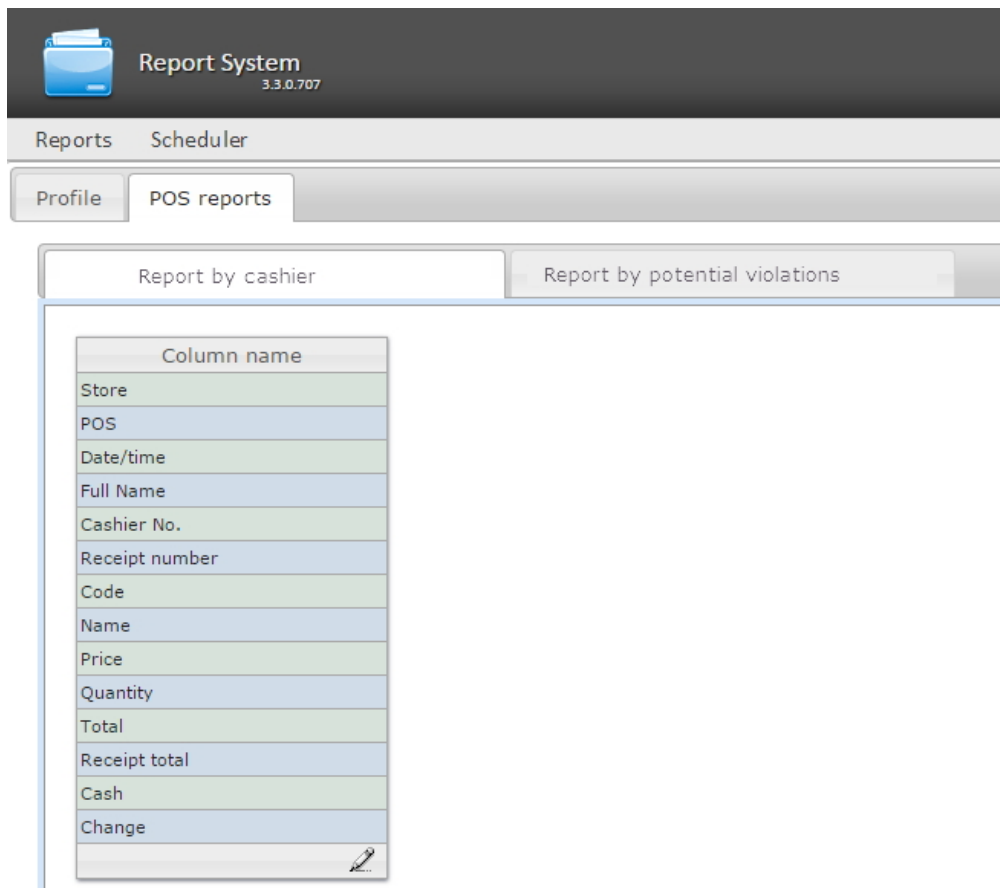 Report System
3.3.0.707
Reports Scheduler
Profile POS reports
Report by cashier Report by potential violations
Column name
Store
POS
Date/time
Full Name
Cashier No.
Receipt number
Code
Name
Price
Quantity
Total
Receipt total
Cash
Change